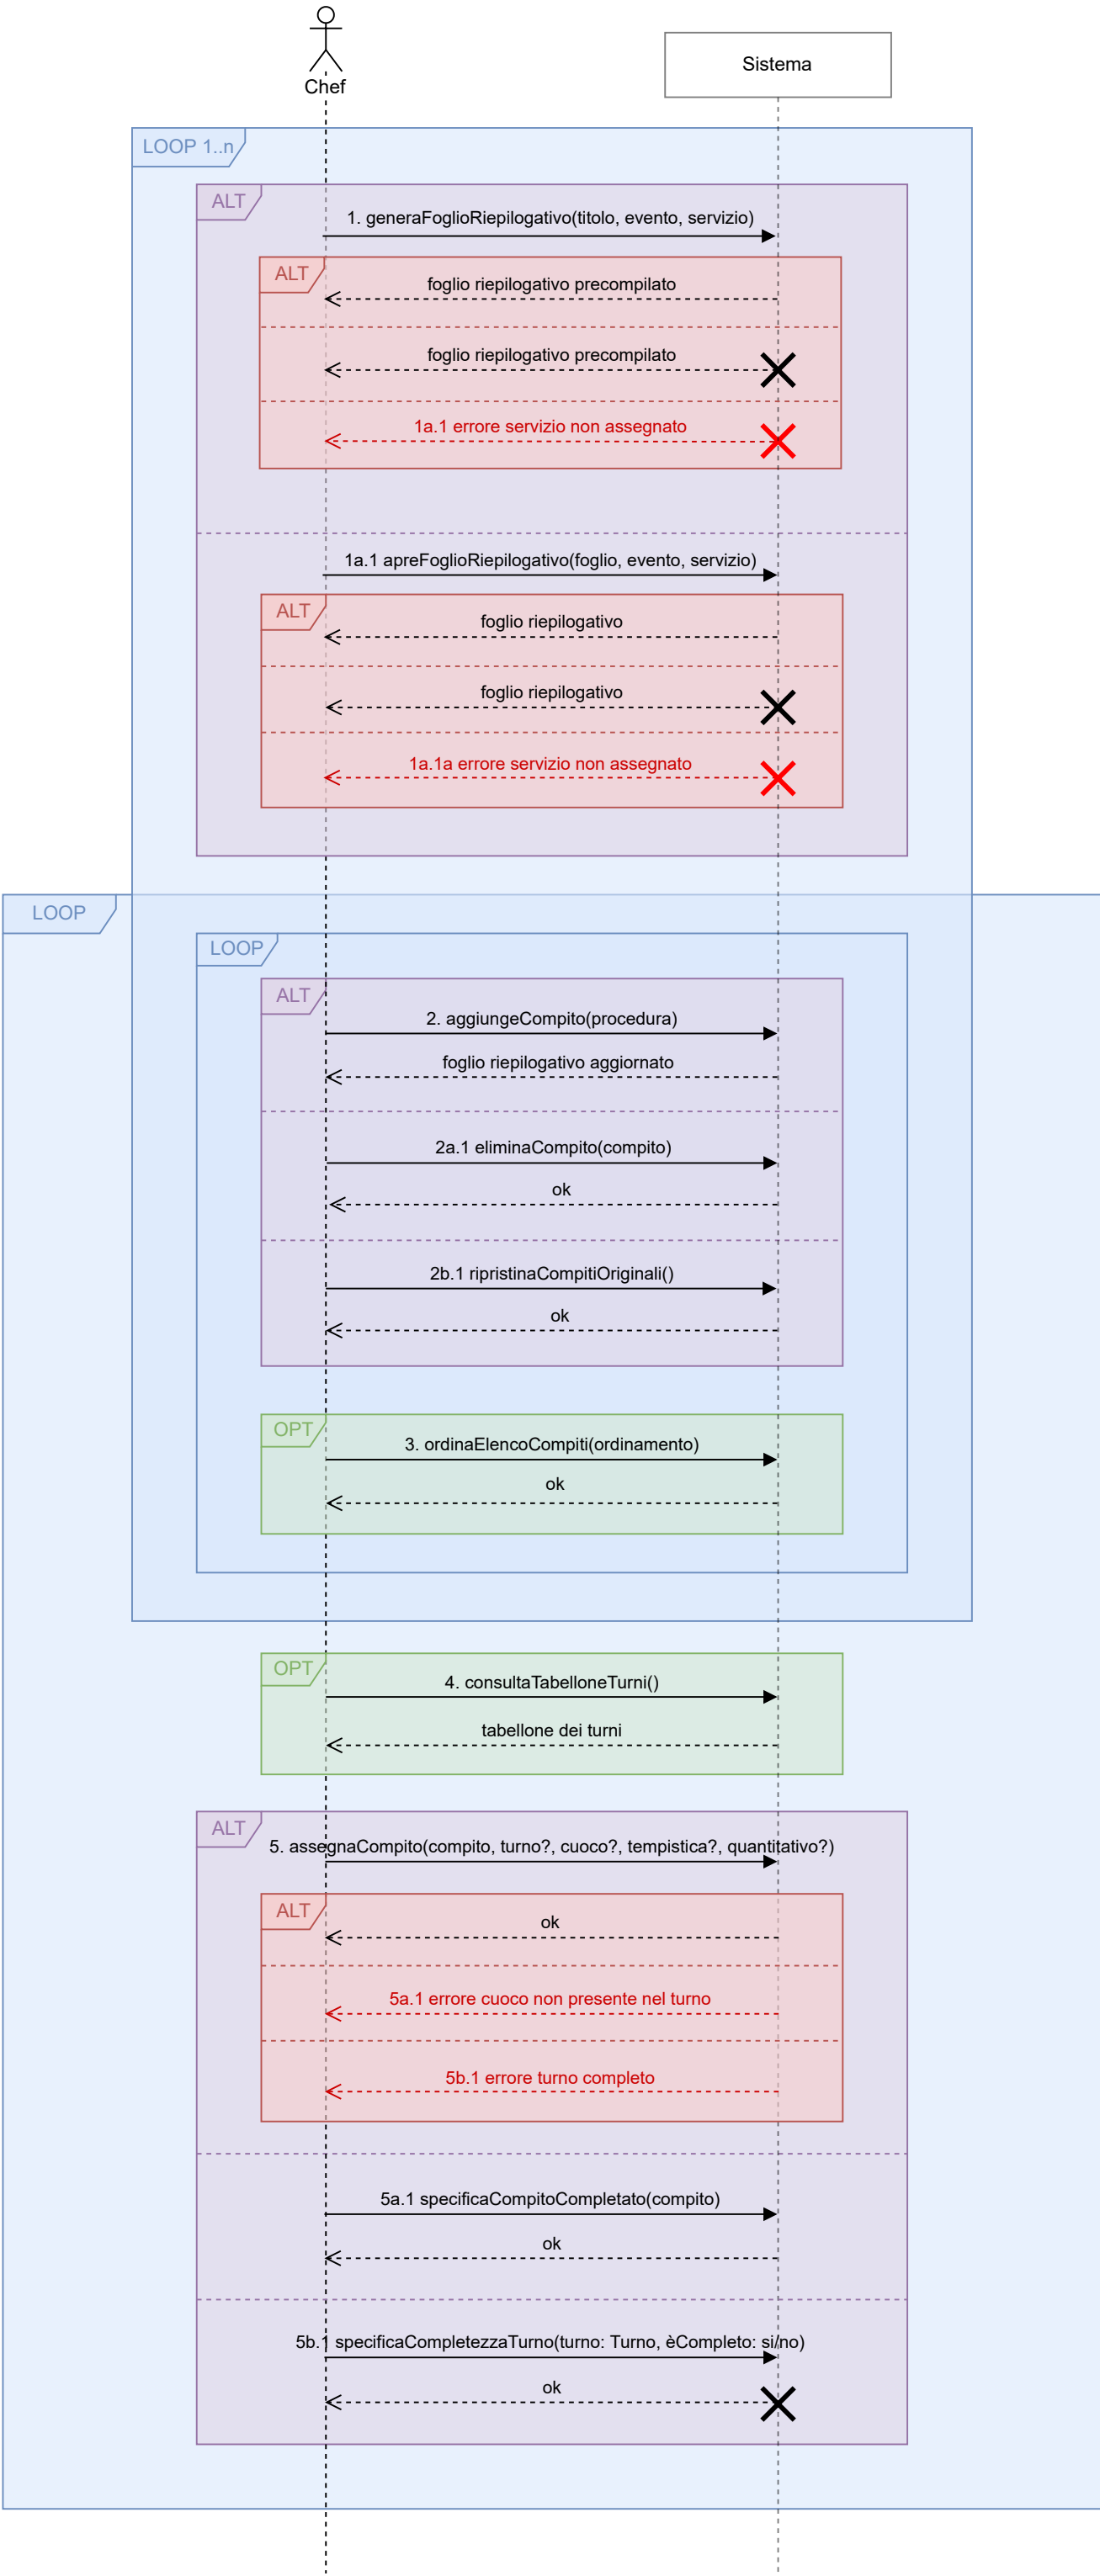 Chef
Sistema
LOOP 1..n
ALT
1. generaFoglioRiepilogativo(titolo, evento, servizio)
ALT
foglio riepilogativo precompilato
foglio riepilogativo precompilato
1a.1 errore servizio non assegnato
1a.1 apreFoglioRiepilogativo(foglio, evento, servizio)
ALT
foglio riepilogativo
foglio riepilogativo
1a.1a errore servizio non assegnato
LOOP
LOOP
ALT
2. aggiungeCompito(procedura)
foglio riepilogativo aggiornato
2a.1 eliminaCompito(compito)
ok
2b.1 ripristinaCompitiOriginali()
ok
OPT
3. ordinaElencoCompiti(ordinamento)
ok
OPT
4. consultaTabelloneTurni()
tabellone dei turni
ALT
5. assegnaCompito(compito, turno?, cuoco?, tempistica?, quantitativo?)
ALT
ok
5a.1 errore cuoco non presente nel turno
5b.1 errore turno completo
5a.1 specificaCompitoCompletato(compito)
ok
5b.1 specificaCompletezzaTurno(turno: Turno, èCompleto: si/no)
ok